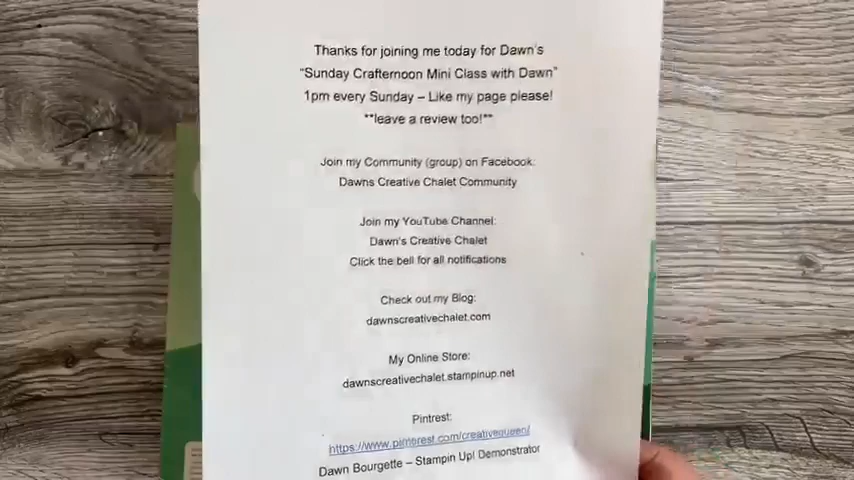 Thanks for joining me today for Dawn's
"Sunday Crafternoon Mini Class with Dawn"
1pm every Sunday – Like my page please!
**leave a review too!**
Join my Community (group) on Facebook:
Dawns Creative Chalet Community
Join my YouTube Channel:
Dawn's Creative Chalet
Click the bell for all notifications
Check out my Blog:
dawnscreativechalet.com
My Online Store:
dawnscreativechalet.stampinup.net
Pintrest:
https://www.pinterest.com/creativequeen/
Dawn Bourgette – Stampin Up! Demonstrator